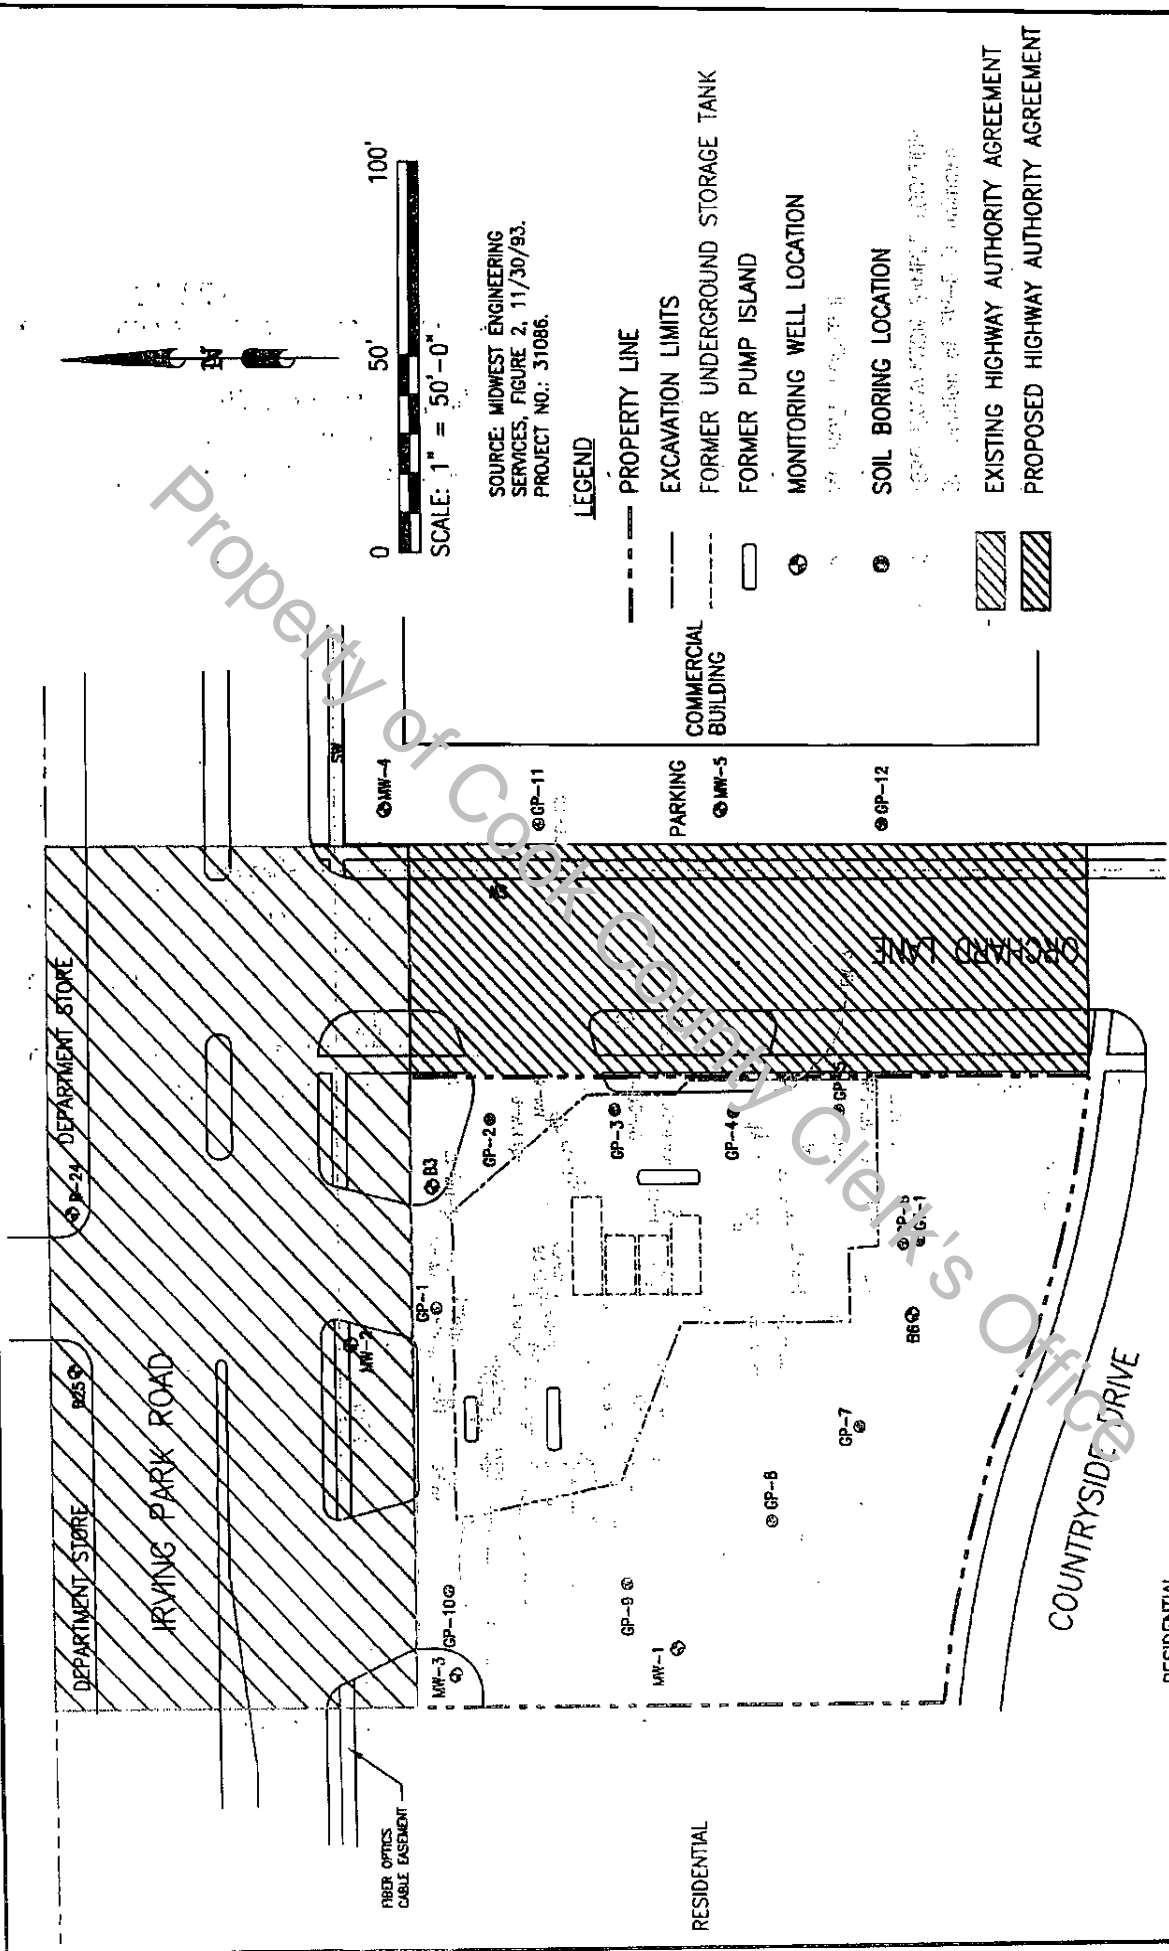 DEPARTMENT STORE
DEPARTMENT STORE
B25
B-24
IRVING PARK ROAD
FIBER OPTICS
CABLE EASEMENT
SW
MW-2
MW-3
GP-10
GP-1
B3
GP-2
MW-4
GP-11
GP-9
MW-1
GP-3
GP-4
PARKING
COMMERCIAL
BUILDING
MW-5
GP-8
GP-7
GP-12
B6
ORCHARD LANE
RESIDENTIAL
COUNTRYSIDE DRIVE
RESIDENTIAL
N
0 50' 100'
SCALE: 1" = 50'-0"
SOURCE: MIDWEST ENGINEERING
SERVICES, FIGURE 2, 11/30/93.
PROJECT NO.: 31086.
LEGEND
PROPERTY LINE
EXCAVATION LIMITS
FORMER UNDERGROUND STORAGE TANK
FORMER PUMP ISLAND
MONITORING WELL LOCATION
SOIL BORING LOCATION
EXISTING HIGHWAY AUTHORITY AGREEMENT
PROPOSED HIGHWAY AUTHORITY AGREEMENT
Property of Cook County Clerk's Office